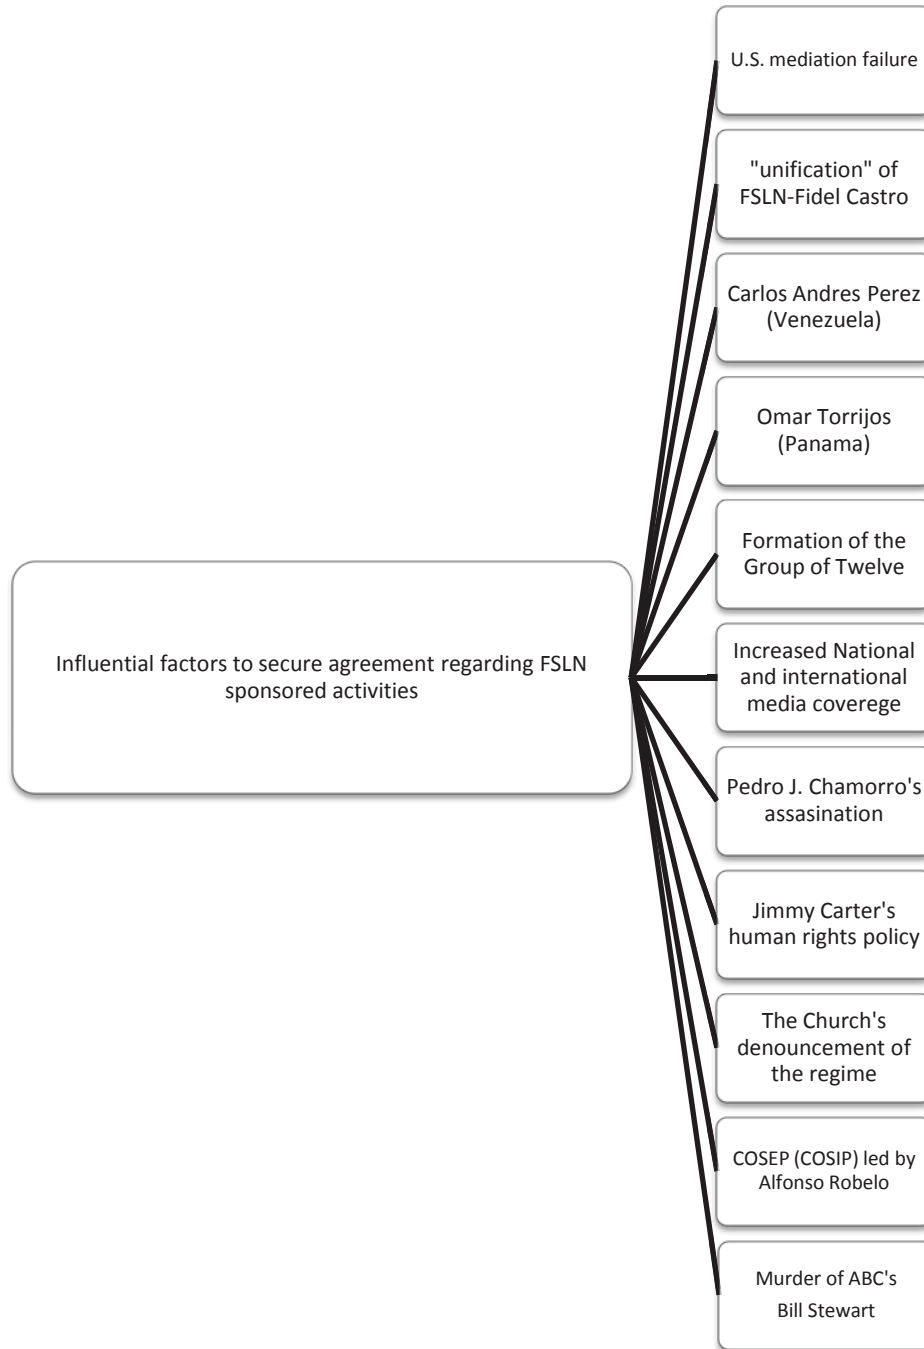 U.S. mediation failure
"unification" of
FSLN-Fidel Castro
Carlos Andres Perez
(Venezuela)
Omar Torrijos
(Panama)
Formation of the
Group of Twelve
Influential factors to secure agreement regarding FSLN
sponsored activities
Increased National
and international
media coverege
Pedro J. Chamorro's
assasination
Jimmy Carter's
human rights policy
The Church's
denouncement of
the regime
COSEP (COSIP) led by
Alfonso Robelo
Murder of ABC's
Bill Stewart